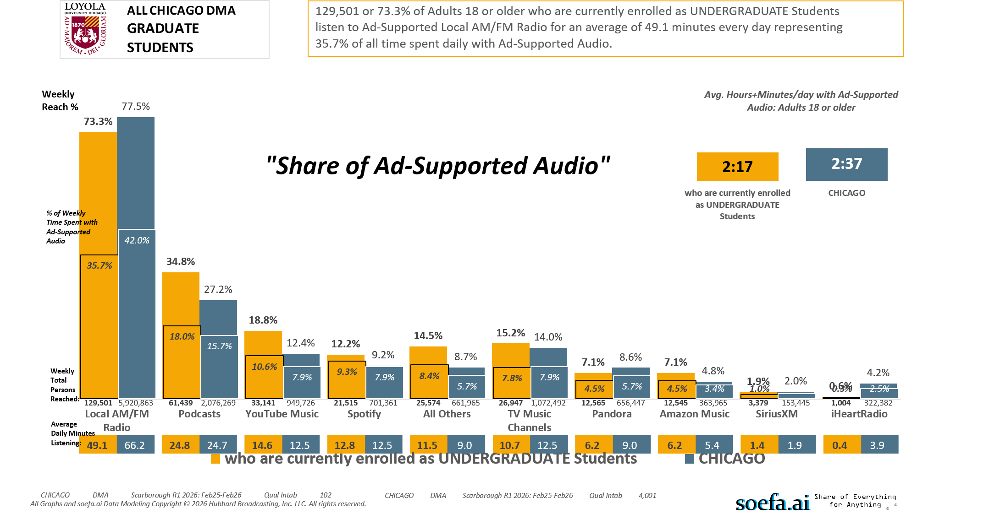 LOYOLA
UNIVERSITY CHICAGO
1870
AD • MAJOREM • DEI • GLORIAM
ALL CHICAGO DMA
GRADUATE
STUDENTS
129,501 or 73.3% of Adults 18 or older who are currently enrolled as UNDERGRADUATE Students
listen to Ad-Supported Local AM/FM Radio for an average of 49.1 minutes every day representing
35.7% of all time spent daily with Ad-Supported Audio.
Weekly
Reach %
Avg. Hours+Minutes/day with Ad-Supported
Audio: Adults 18 or older
"Share of Ad-Supported Audio"
2:17 2:37
who are currently enrolled
as UNDERGRADUATE
Students
CHICAGO
73.3% 77.5%
34.8% 27.2%
18.8% 12.4%
12.2% 9.2%
14.5% 8.7%
15.2% 14.0%
7.1% 8.6%
7.1% 4.8%
1.9% 2.0%
0.6% 4.2%
% of Weekly
Time Spent with
Ad-Supported
Audio
35.7% 42.0%
18.0% 15.7%
10.6% 7.9%
9.3% 7.9%
8.4% 5.7%
7.8% 7.9%
4.5% 5.7%
4.5% 3.4%
1.0%
0.3% 2.5%
Weekly
Total
Persons
Reached:
129,501 5,920,863 61,439 2,076,269 33,141 949,726 21,515 701,361 25,574 661,965 26,947 1,072,492 12,565 656,447 12,545 363,965 3,379 153,445 1,004 322,382
Local AM/FM
Radio
Podcasts
YouTube Music
Spotify
All Others
TV Music
Channels
Pandora
Amazon Music
SiriusXM
iHeartRadio
Average
Daily Minutes
Listening:
49.1 66.2 24.8 24.7 14.6 12.5 12.8 12.5 11.5 9.0 10.7 12.5 6.2 9.0 6.2 5.4 1.4 1.9 0.4 3.9
who are currently enrolled as UNDERGRADUATE Students CHICAGO
CHICAGO DMA Scarborough R1 2026: Feb25-Feb26 Qual Intab 102 CHICAGO DMA Scarborough R1 2026: Feb25-Feb26 Qual Intab 4,001
All Graphs and soefa.ai Data Modeling Copyright © 2026 Hubbard Broadcasting, Inc. LLC. All rights reserved.
soefa.ai
Share of Everything
for Anything © ©